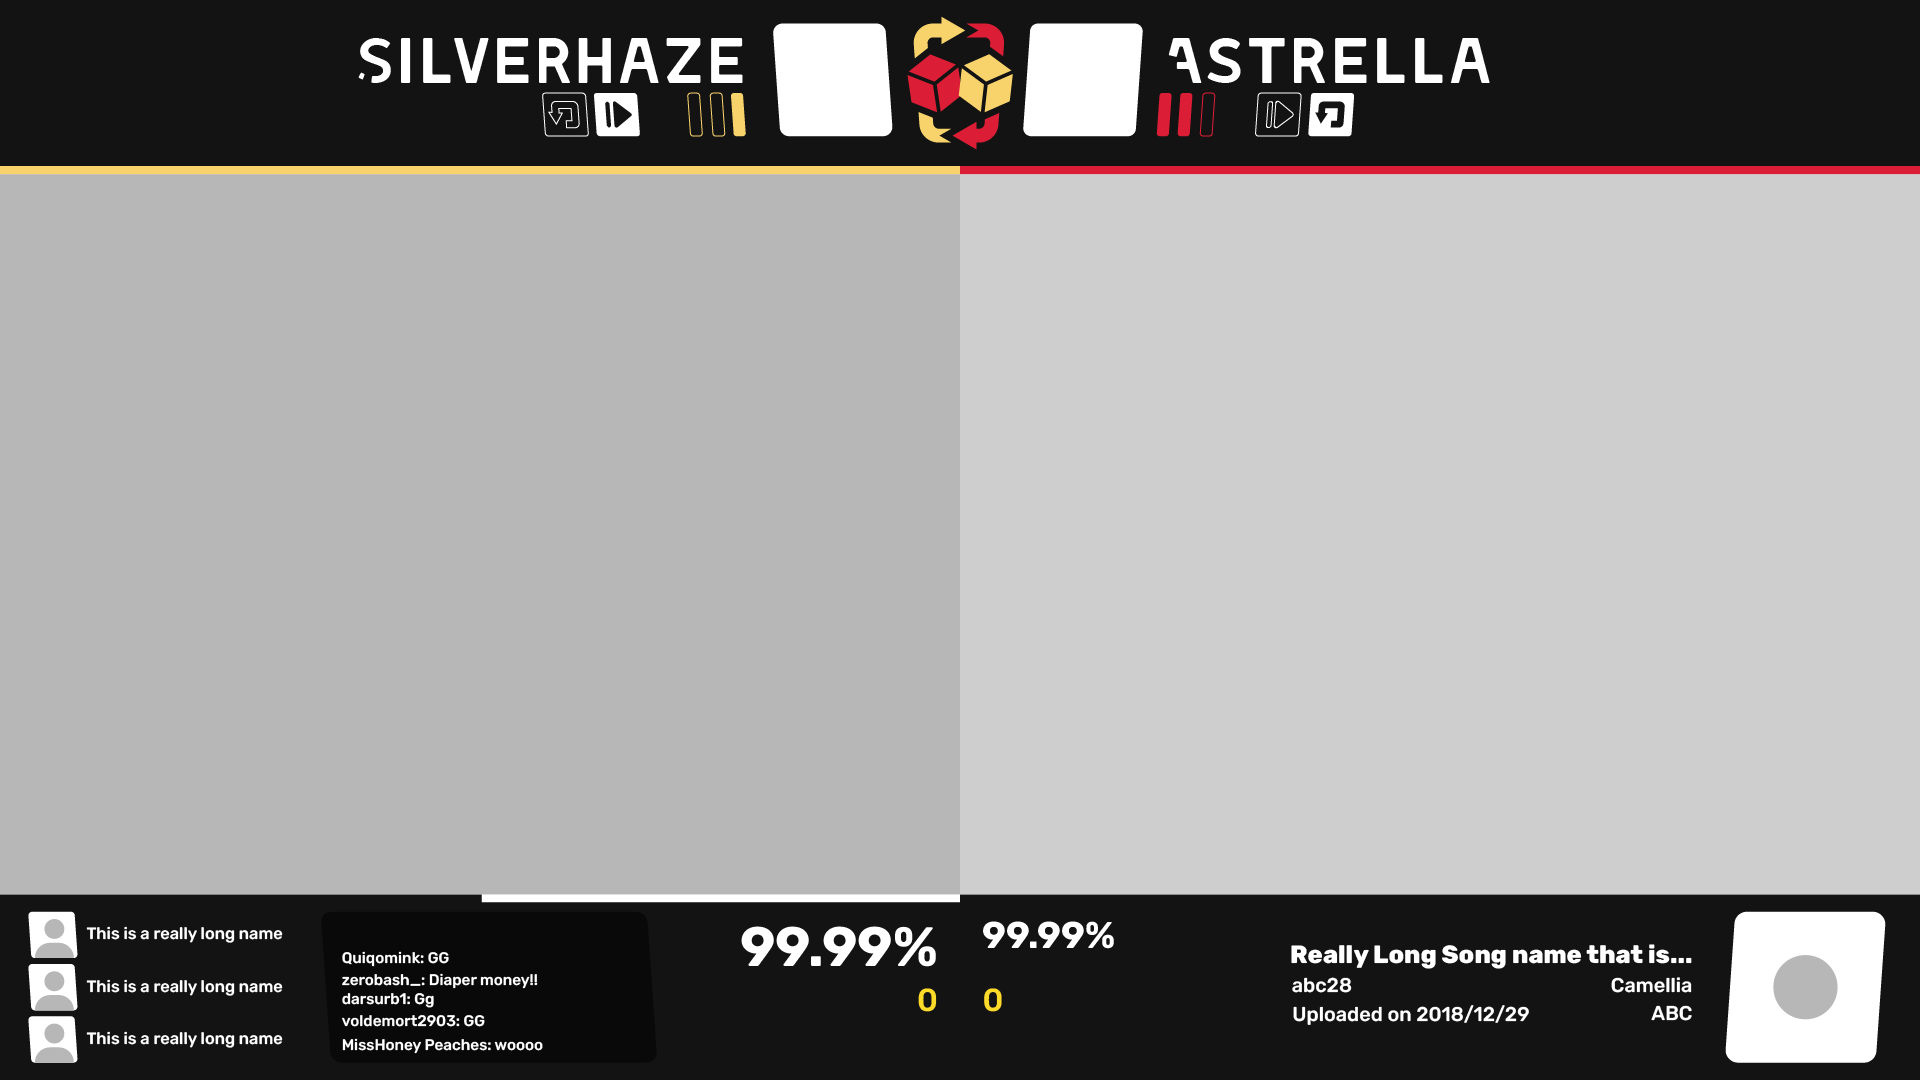 SILVERHAZE
ASTRELLA
This is a really long name
This is a really long name
This is a really long name
Quiqomink: GG
zerobash_: Diaper money!!
darsurb1: Gg
voldemort2903: GG
MissHoney Peaches: woooo
99.99%
0
99.99%
0
Really Long Song name that is...
abc28
Camellia
Uploaded on 2018/12/29
ABC